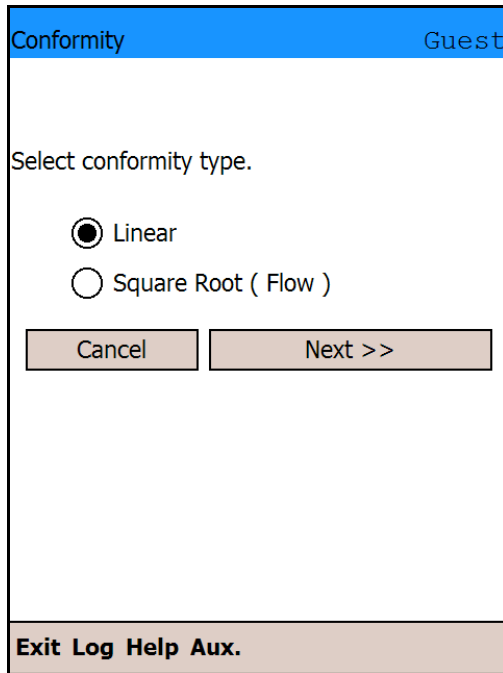 Conformity Guest
Select conformity type.
Linear
Square Root ( Flow )
Cancel Next >>
Exit Log Help Aux.